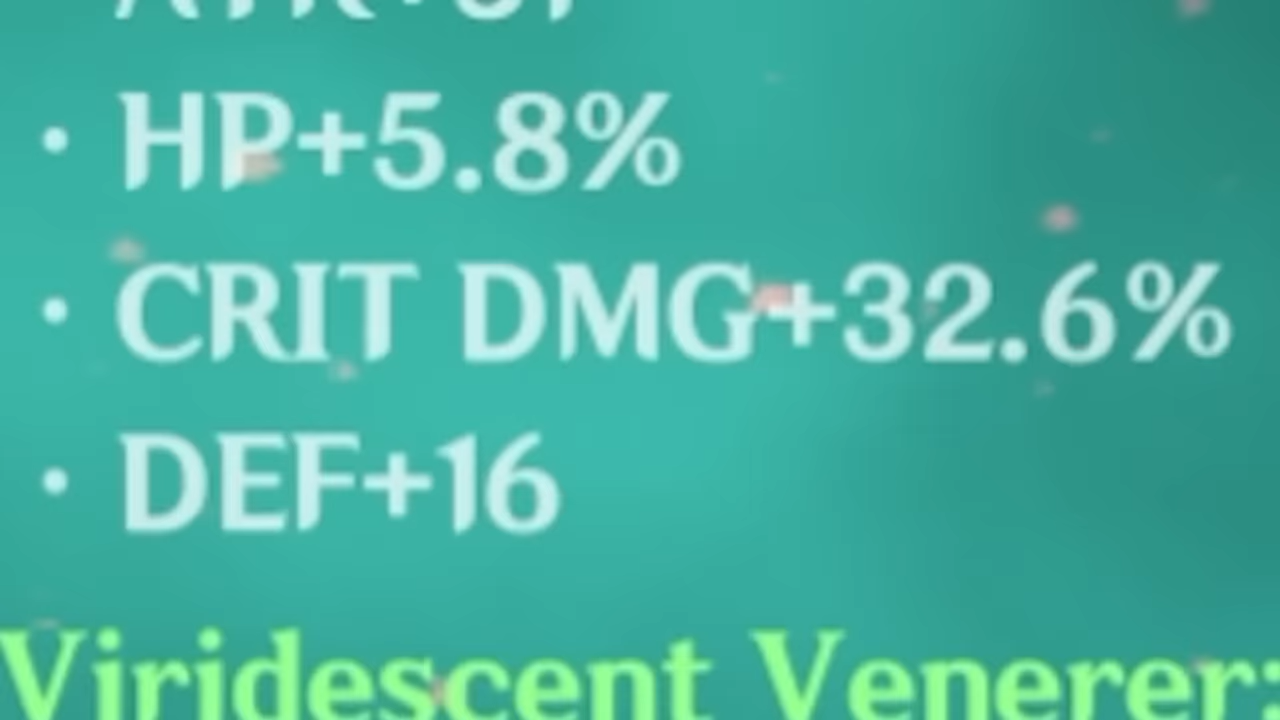 · HP+5.8%
· CRIT DMG+32.6%
· DEF+16
Viridescent Venerer: